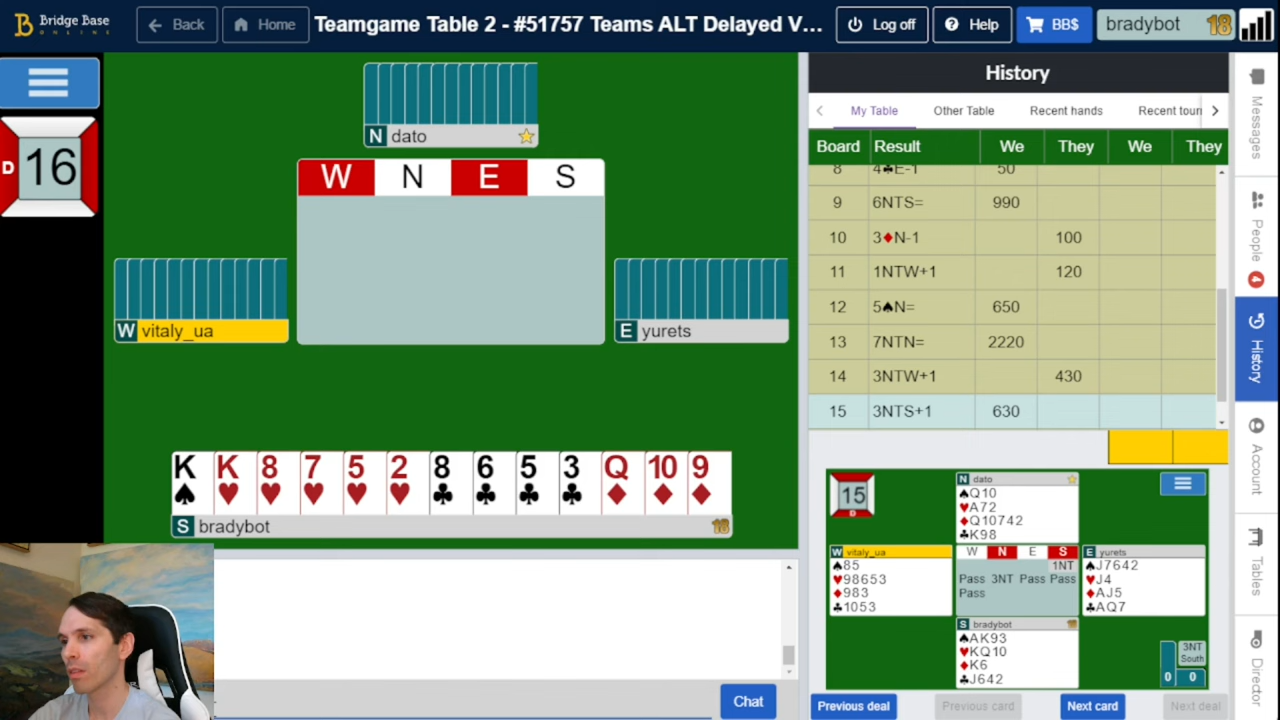 Bridge Base
ONLINE
Back
Home
Teamgame Table 2 - #51757 Teams ALT Delayed V...
Log off
Help
BB$
bradybot
18
D 16
N dato
W N E S
W vitaly_ua
E yurets
K K 8 7 5 2 8 6 5 3 Q 10 9
S bradybot 18
Chat
History
My Table Other Table Recent hands Recent tourn
Board Result We They We They
8 4♣E-1 50
9 6NTS= 990
10 3♦N-1 100
11 1NTW+1 120
12 5♠N= 650
13 7NTN= 2220
14 3NTW+1 430
15 3NTS+1 630
15
D
N dato
♠Q10
♥A72
♦Q10742
♣K98
W vitaly_ua
♠85
♥98653
♦983
♣1053
W N E S
1NT
Pass 3NT Pass Pass
Pass
E yurets
♠J7642
♥J4
♦AJ5
♣AQ7
S bradybot 18
♠AK93
♥KQ10
♦K6
♣J642
3NT
South
0 0
Previous deal
Previous card
Next card
Next deal
Messages
People
4
History
Account
Tables
Director